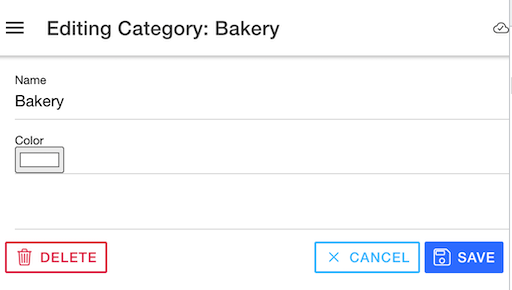 Editing Category: Bakery
Name
Bakery
Color
DELETE
CANCEL
SAVE